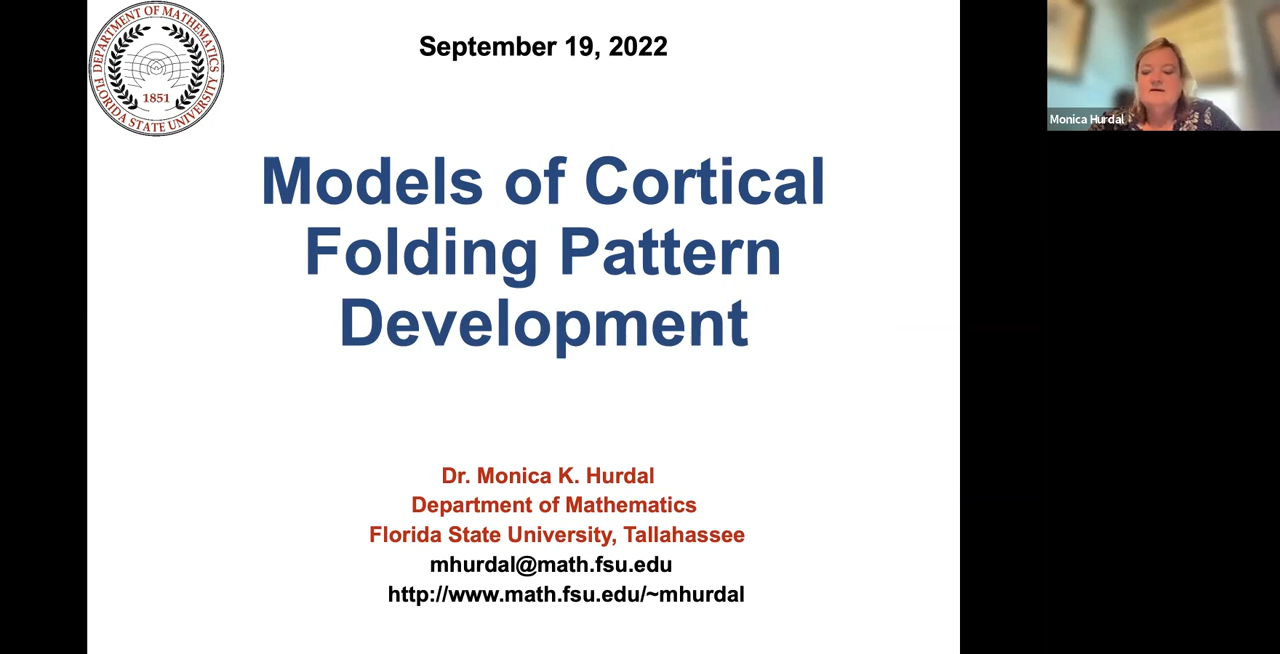 DEPARTMENT OF MATHEMATICS
1851
FLORIDA STATE UNIVERSITY
September 19, 2022
Monica Hurdal
Models of Cortical
Folding Pattern
Development
Dr. Monica K. Hurdal
Department of Mathematics
Florida State University, Tallahassee
mhurdal@math.fsu.edu
http://www.math.fsu.edu/~mhurdal